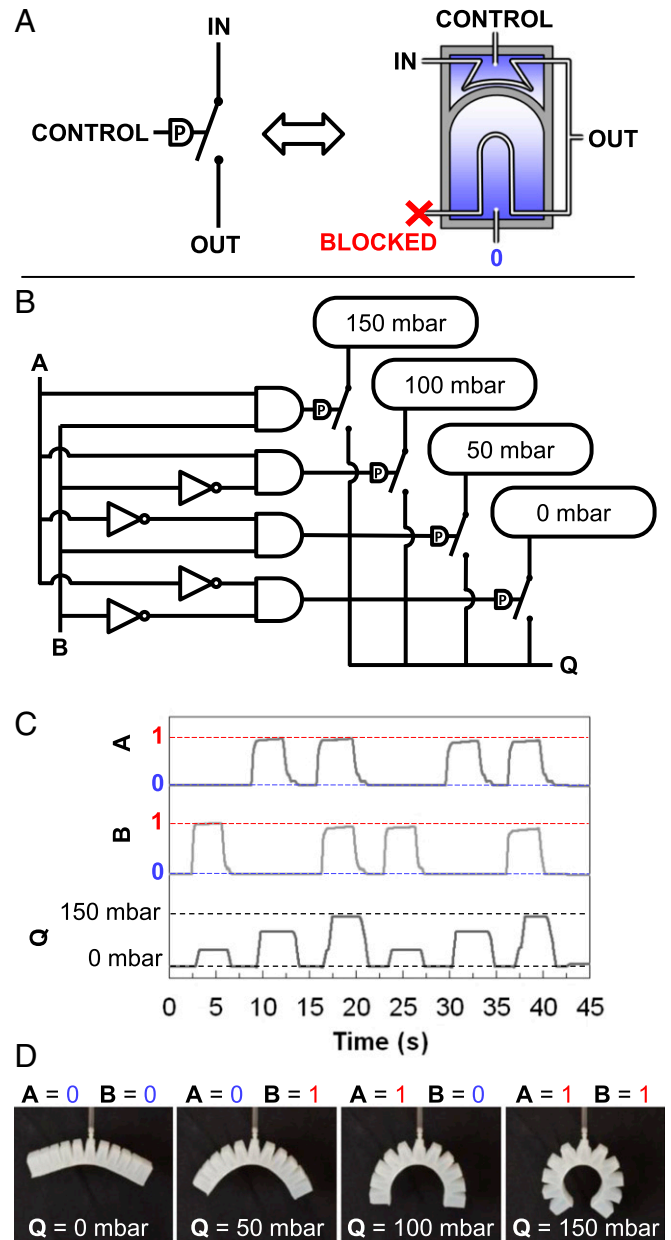 A
IN
CONTROL
P
OUT
CONTROL
IN
OUT
BLOCKED
0
B
150 mbar
A
100 mbar
P
50 mbar
P
0 mbar
P
P
B
Q
C
A
1
0
B
1
0
Q
150 mbar
0 mbar
0 5 10 15 20 25 30 35 40 45
Time (s)
D
A = 0 B = 0
A = 0 B = 1
A = 1 B = 0
A = 1 B = 1
Q = 0 mbar
Q = 50 mbar
Q = 100 mbar
Q = 150 mbar